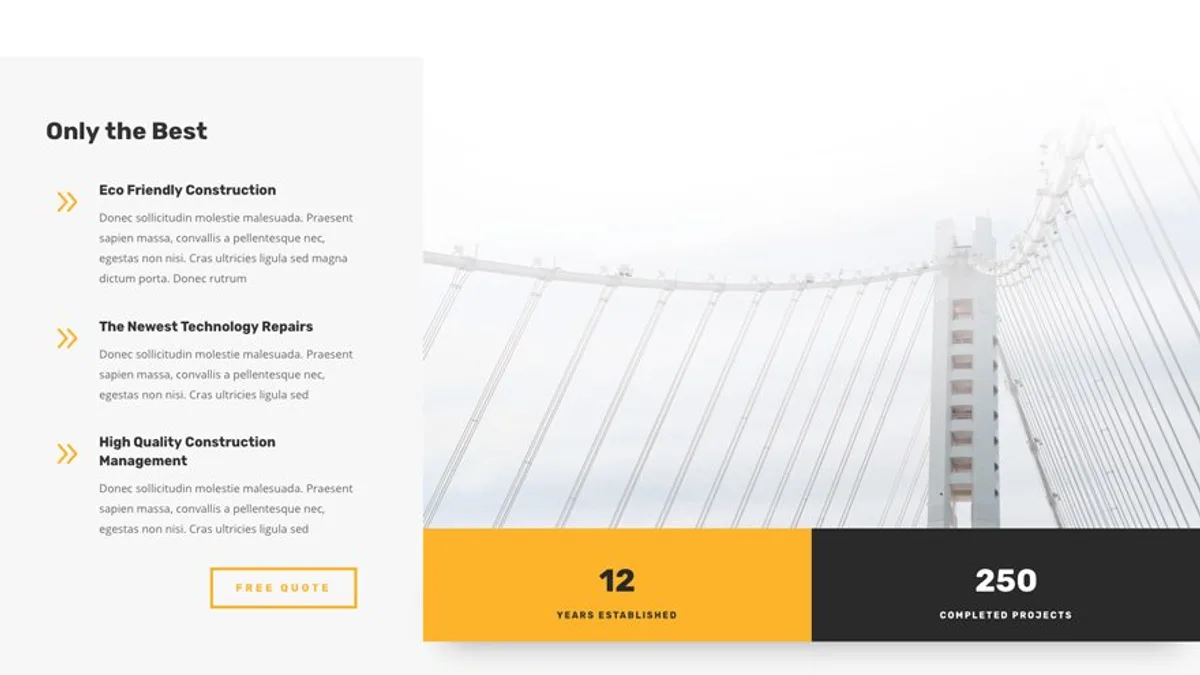 Only the Best
Eco Friendly Construction
Donec sollicitudin molestie malesuada. Praesent
sapien massa, convallis a pellentesque nec,
egestas non nisi. Cras ultricies ligula sed magna
dictum porta. Donec rutrum
The Newest Technology Repairs
Donec sollicitudin molestie malesuada. Praesent
sapien massa, convallis a pellentesque nec,
egestas non nisi. Cras ultricies ligula sed
High Quality Construction
Management
Donec sollicitudin molestie malesuada. Praesent
sapien massa, convallis a pellentesque nec,
egestas non nisi. Cras ultricies ligula sed
FREE QUOTE
12
YEARS ESTABLISHED
250
COMPLETED PROJECTS